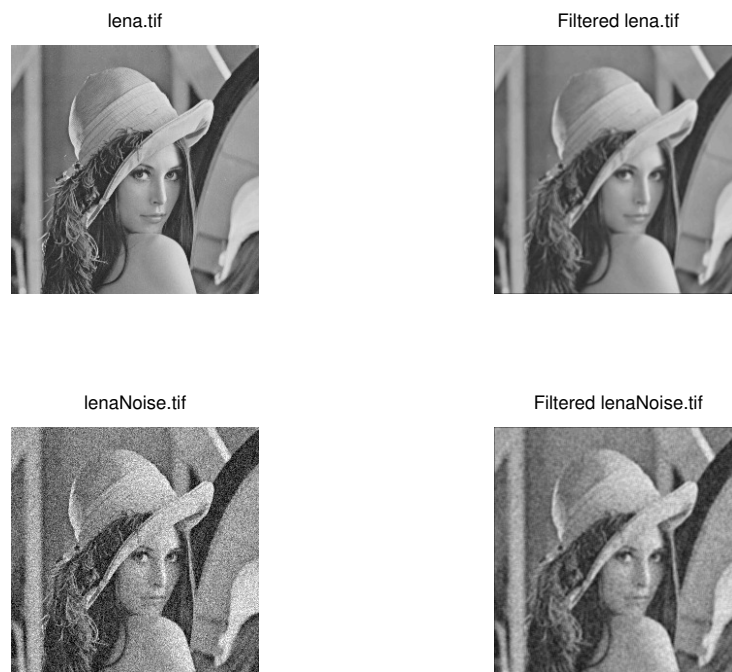 lena.tif
Filtered lena.tif
lenaNoise.tif
Filtered lenaNoise.tif